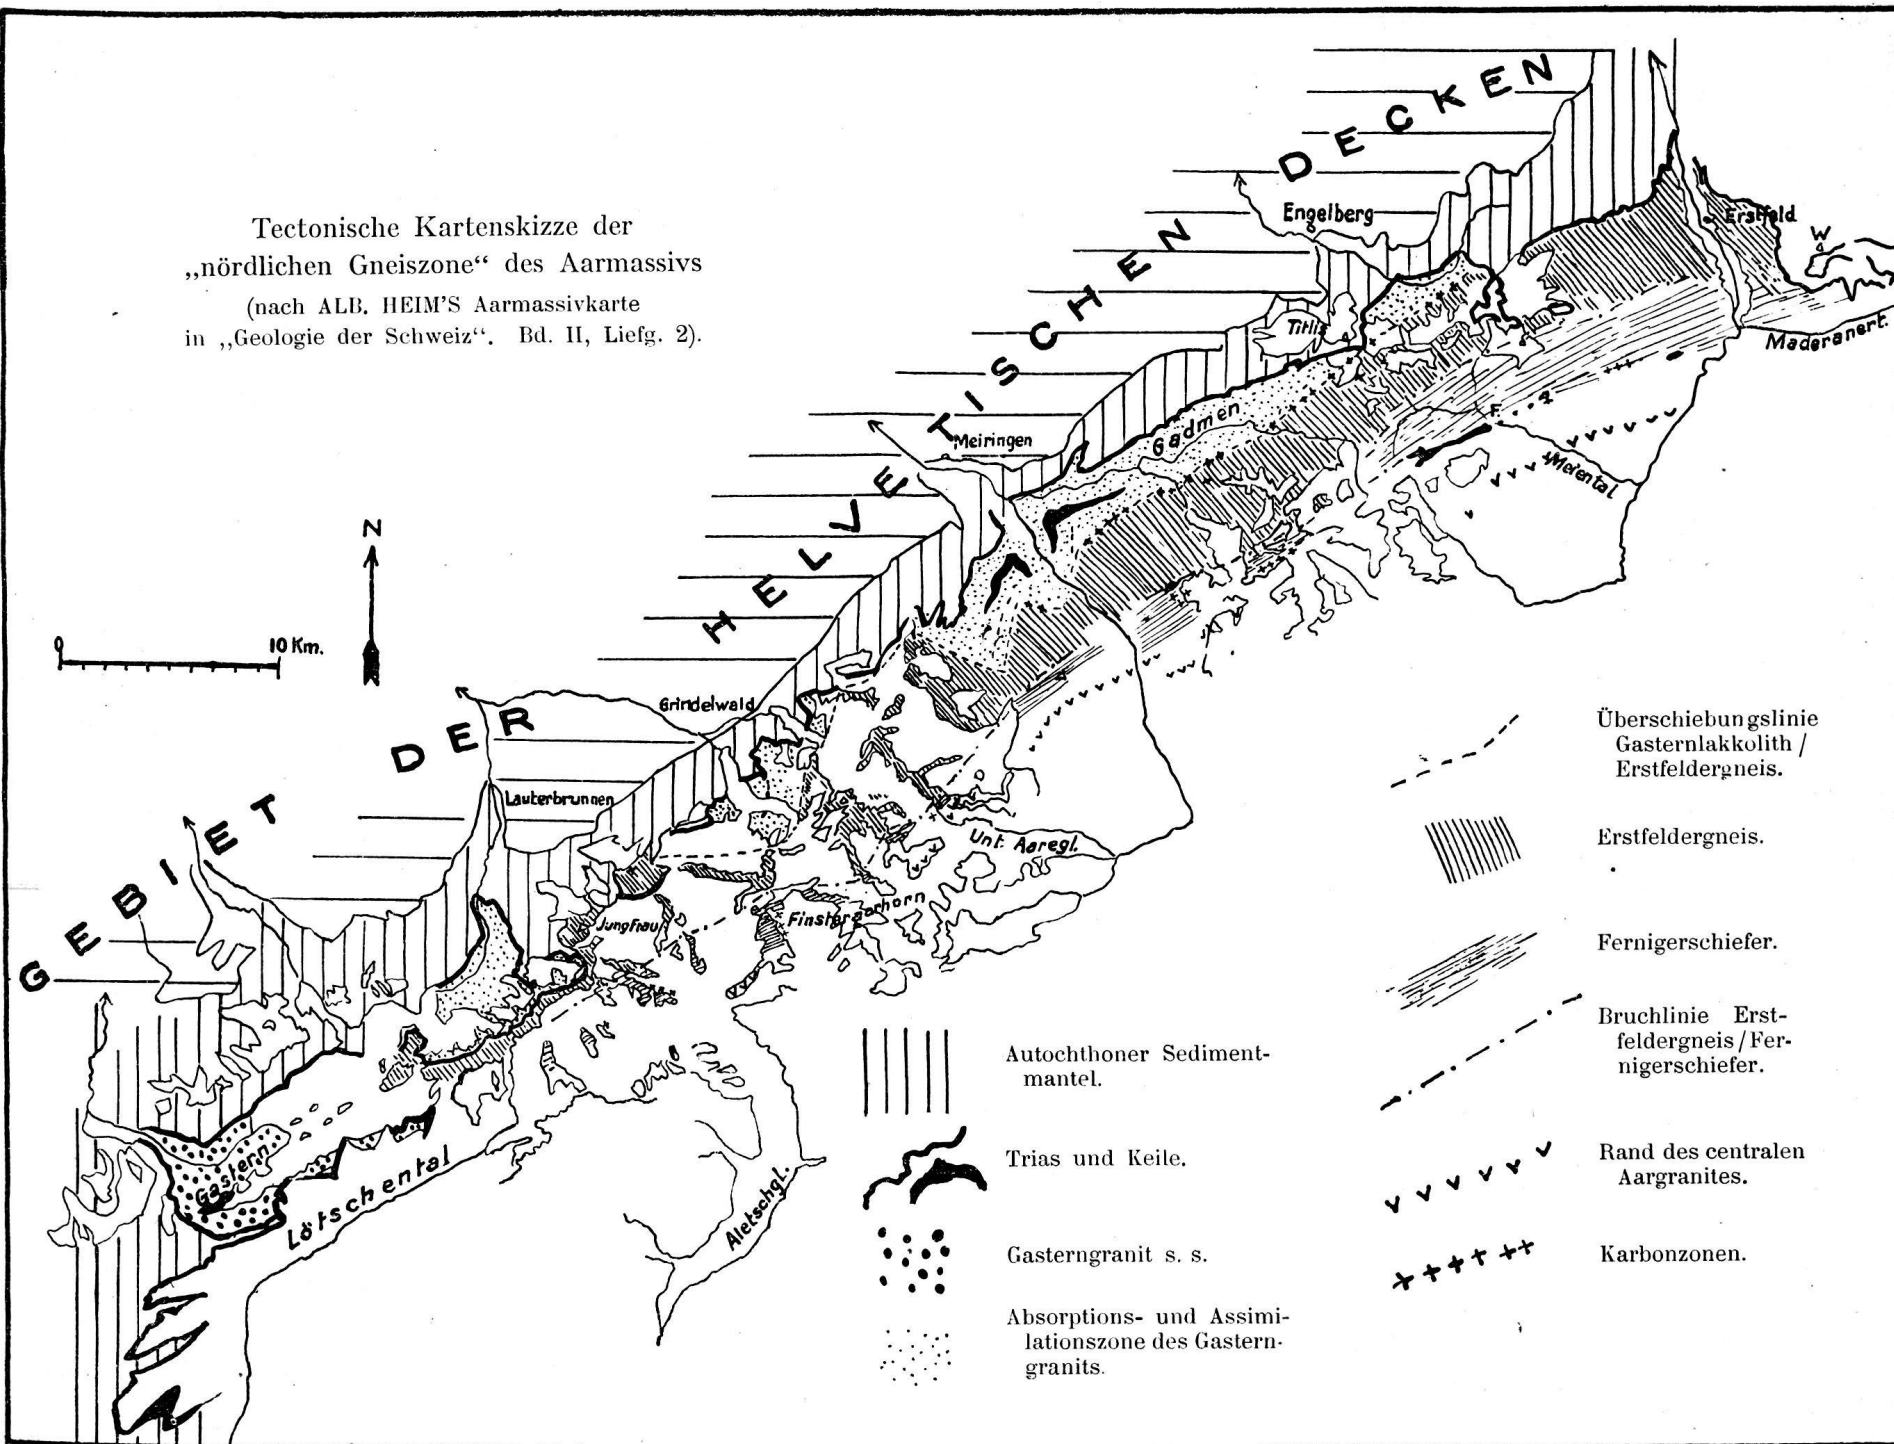 Tectonische Kartenskizze der
„nördlichen Gneiszone“ des Aarmassivs
(nach ALB. HEIM'S Aarmassivkarte
in „Geologie der Schweiz“. Bd. II, Liefg. 2).
N
0 10 Km.
GEBIET DER HELVETISCHEN DECKEN
Engelberg
Erstfeld
W
Titlis
Maderanert.
Meiringen
Gadmen
F.
Meiental
Grindelwald
Lauterbrunnen
Unt. Aaregl.
Jungfrau
Finsteraarhorn
Gastern
Lötschental
Aletschgl.
Autochthoner Sediment-
mantel.
Trias und Keile.
Gasterngranit s. s.
Absorptions- und Assimi-
lationszone des Gastern-
granits.
Überschiebungslinie
Gasternlakkolith /
Erstfeldergneis.
Erstfeldergneis.
Fernigerschiefer.
Bruchlinie Erst-
feldergneis/Fer-
nigerschiefer.
Rand des centralen
Aargranites.
Karbonzonen.